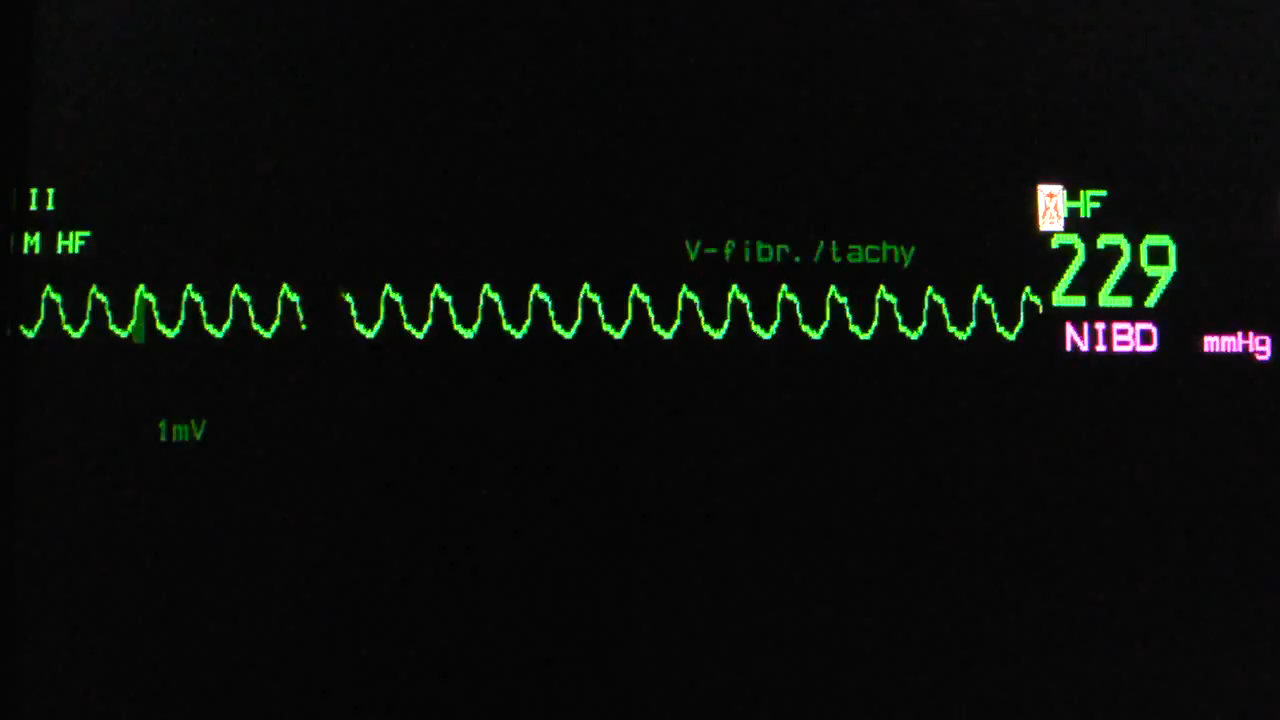 II
HF
M HF
V-fibr./tachy
229
NIBD mmHg
1mV